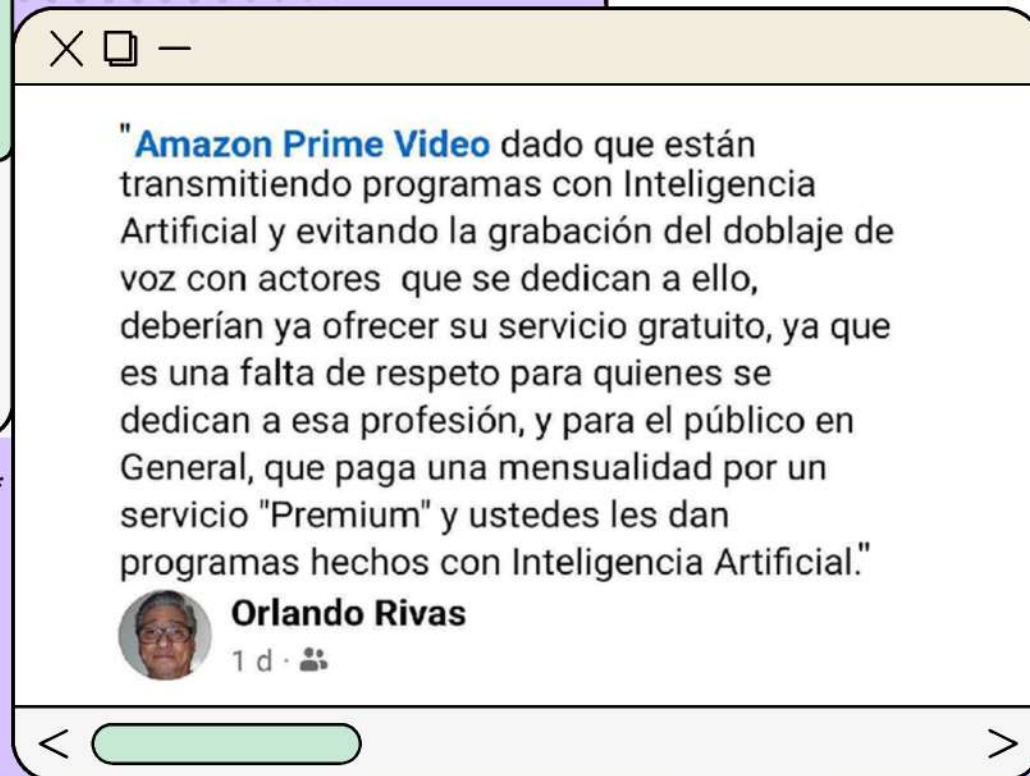 "Amazon Prime Video dado que están
transmitiendo programas con Inteligencia
Artificial y evitando la grabación del doblaje de
voz con actores  que se dedican a ello,
deberían ya ofrecer su servicio gratuito, ya que
es una falta de respeto para quienes se
dedican a esa profesión, y para el público en
General, que paga una mensualidad por un
servicio "Premium" y ustedes les dan
programas hechos con Inteligencia Artificial."
Orlando Rivas
1 d ·